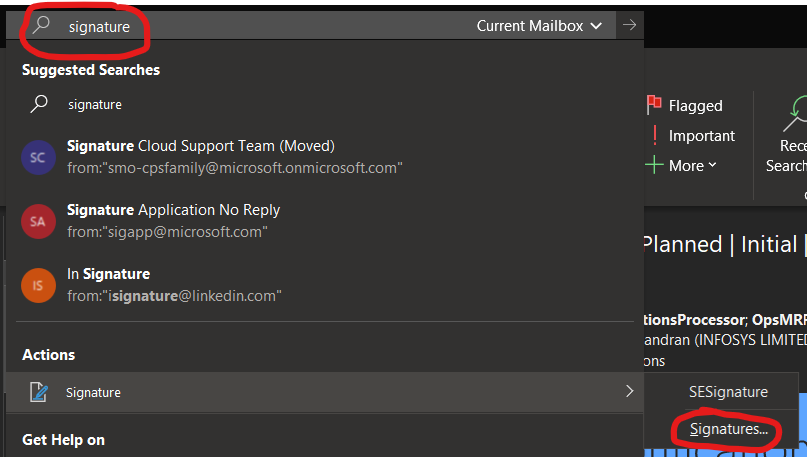 signature
Current Mailbox
Suggested Searches
signature
SC
Signature Cloud Support Team (Moved)
from:"smo-cpsfamily@microsoft.onmicrosoft.com"
SA
Signature Application No Reply
from:"sigapp@microsoft.com"
IS
In Signature
from:"isignature@linkedin.com"
Actions
Signature
Get Help on
Flagged
Important
More
Planned | Initial |
tionsProcessor; OpsMRF
andran (INFOSYS LIMITED
ons
SESignature
Signatures...